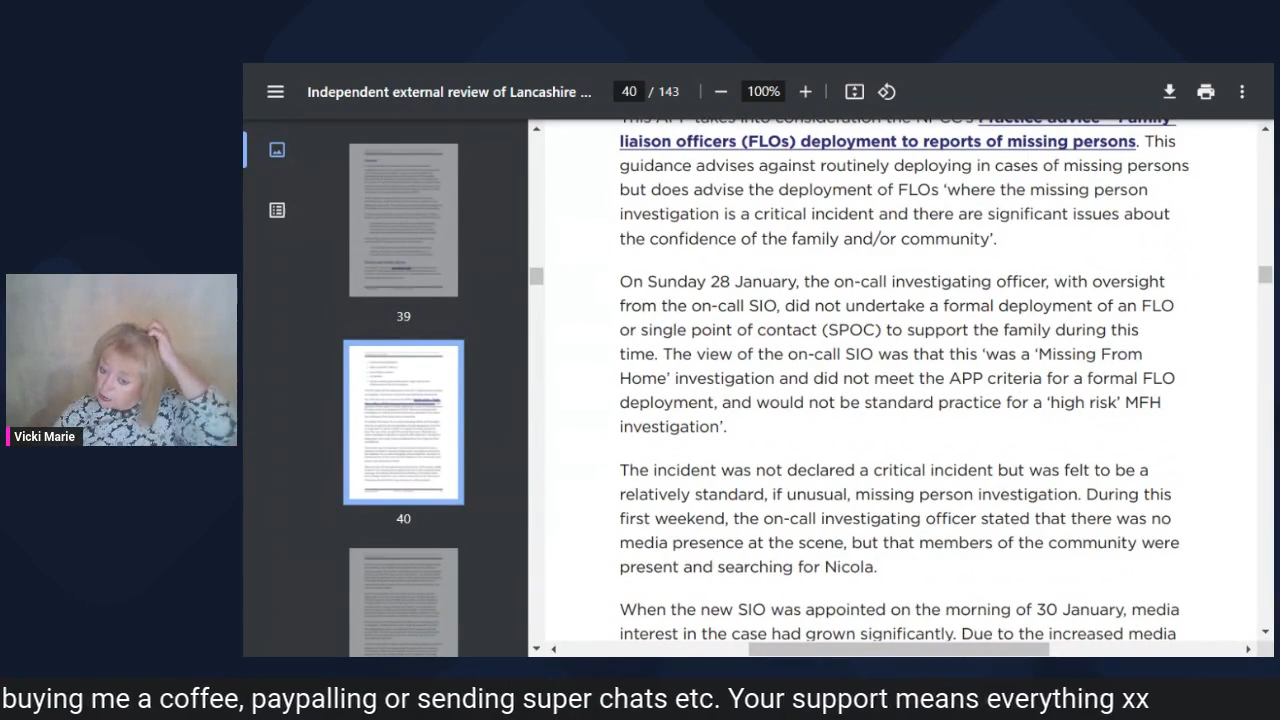 Independent external review of Lancashire ...
40 / 143
100%
This APP takes into consideration the NPCC's Practice advice – Family
liaison officers (FLOs) deployment to reports of missing persons. This
guidance advises against routinely deploying in cases of missing persons
but does advise the deployment of FLOs ‘where the missing person
investigation is a critical incident and there are significant issues about
the confidence of the family and/or community’.
On Sunday 28 January, the on-call investigating officer, with oversight
from the on-call SIO, did not undertake a formal deployment of an FLO
or single point of contact (SPOC) to support the family during this
time. The view of the on-call SIO was that this ‘was a ‘Missing From
Home’ investigation and did not meet the APP criteria for a formal FLO
deployment, and would not be standard practice for a ‘high risk’ MFH
investigation’.
The incident was not declared a critical incident but was felt to be a
relatively standard, if unusual, missing person investigation. During this
first weekend, the on-call investigating officer stated that there was no
media presence at the scene, but that members of the community were
present and searching for Nicola.
When the new SIO was appointed on the morning of 30 January, media
interest in the case had grown significantly. Due to the increased media
39
40
Vicki Marie
buying me a coffee, paypalling or sending super chats etc. Your support means everything xx